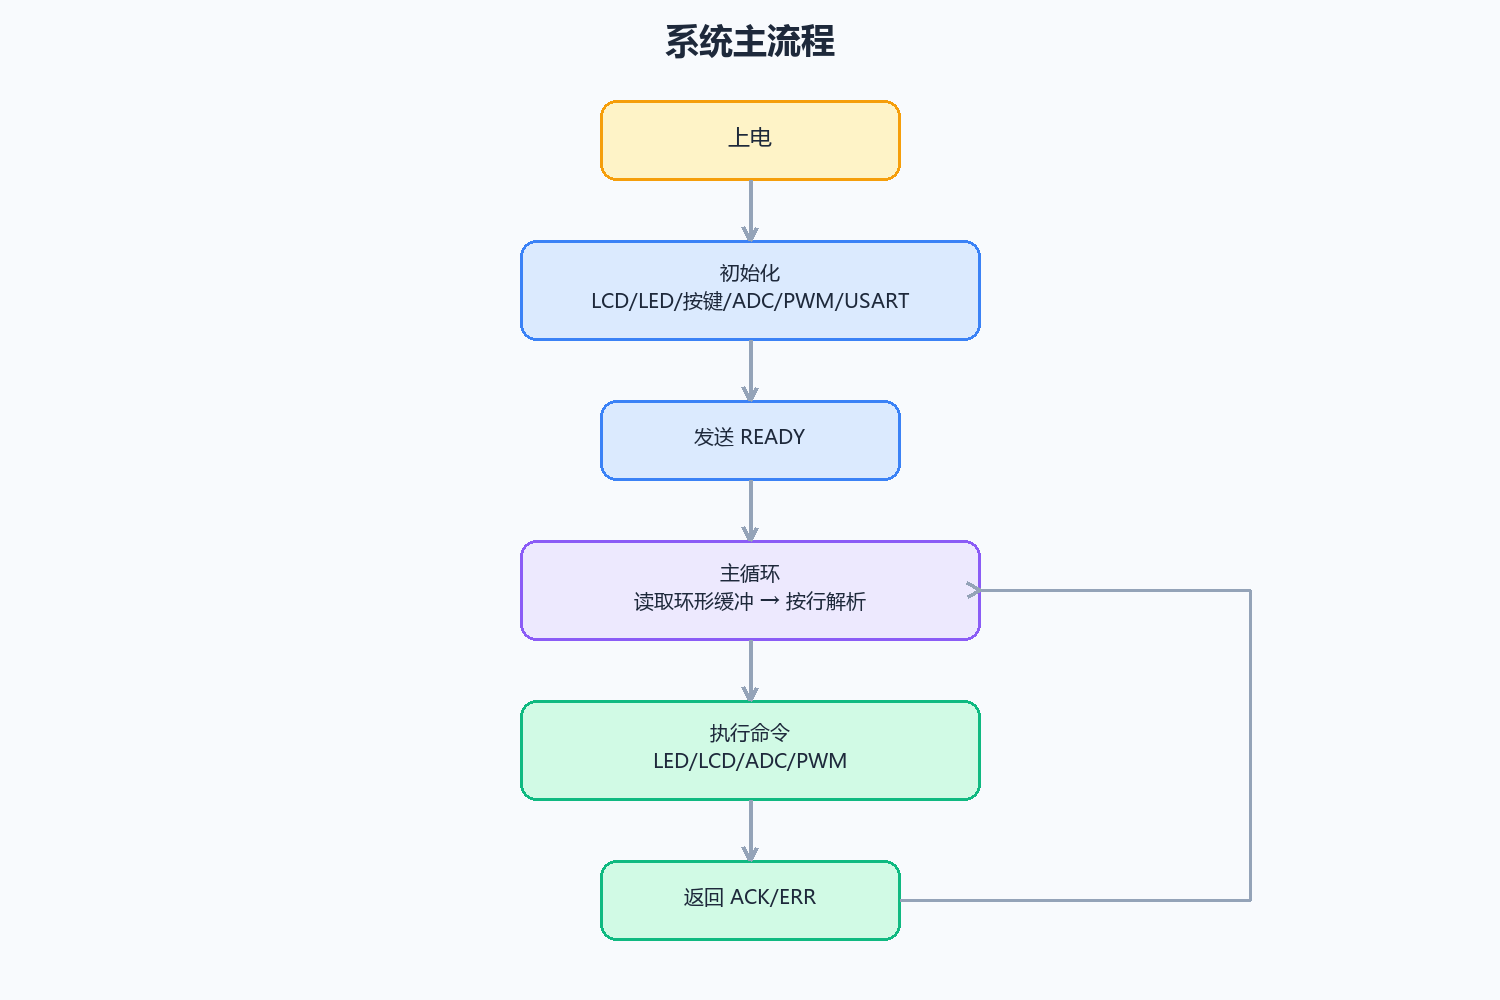 系统主流程
上电
初始化
LCD/LED/按键/ADC/PWM/USART
发送 READY
主循环
读取环形缓冲 → 按行解析
执行命令
LED/LCD/ADC/PWM
返回 ACK/ERR